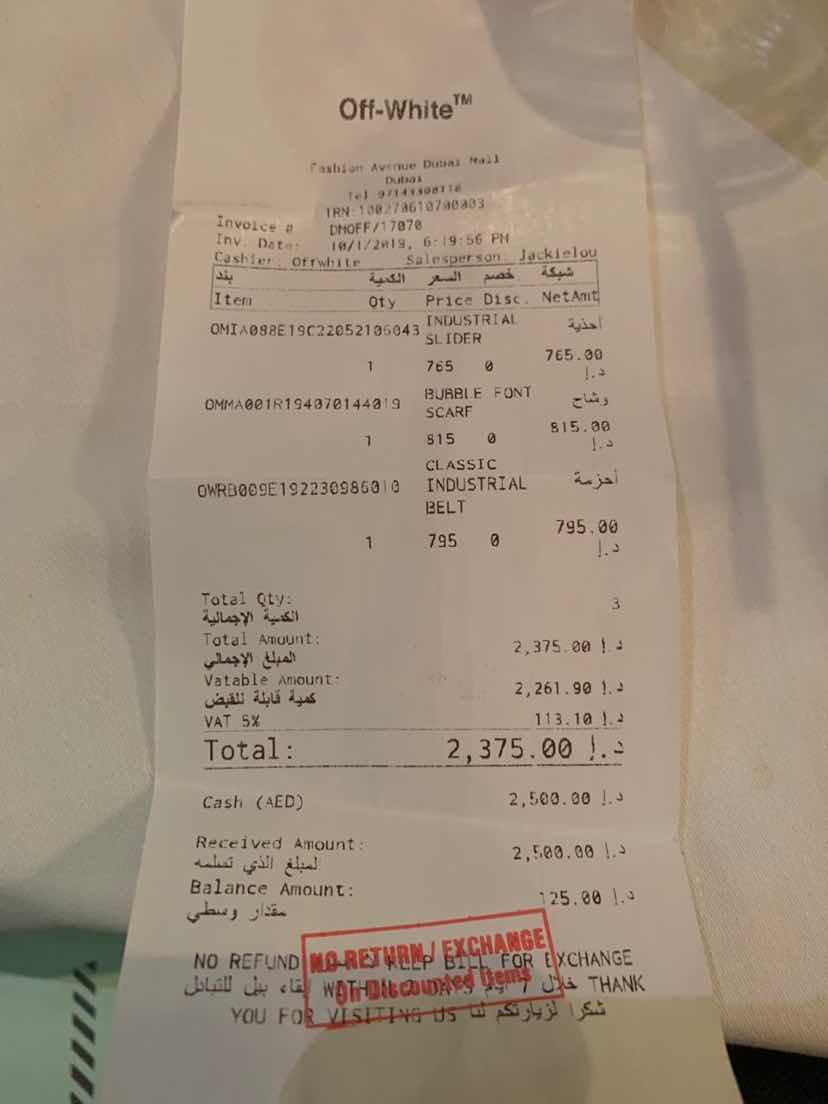 Off-White™
Fashion Avenue Dubai Mall
Dubai
Tel
TRN:100270610700003
Invoice # DMOFF/17070
Inv. Date: 10/1/2019, 6:19:56 PM
Cashier: Offwhite Salesperson: Jackielou
بند الكمية السعر خصم شبكة
Item Qty Price Disc. NetAmt
OMIA088E19C22052106043 INDUSTRIAL أحذية
SLIDER
1 765 0 765.00
د.إ
OMMA001R194070144019 BUBBLE FONT وشاح
SCARF
1 815 0 815.00
د.إ
CLASSIC
OWRB009E192230986010 INDUSTRIAL أحزمة
BELT
1 795 0 795.00
د.إ
Total Qty: 3
الكمية الإجمالية
Total Amount: 2,375.00 د.إ
المبلغ الإجمالي
Vatable Amount: 2,261.90 د.إ
كمية قابلة للقبض
VAT 5% 113.10 د.إ
Total: 2,375.00 د.إ
Cash (AED) 2,500.00 د.إ
Received Amount: 2,500.00 د.إ
المبلغ الذي تسلمه
Balance Amount: 125.00 د.إ
مقدار وسطي
NO RETURN / EXCHANGE
On Discounted Items
NO REFUND KEEP BILL FOR EXCHANGE
إبقاء بيل للتبادل WITHIN 7 DAYS خلال 7 THANK
YOU FOR VISITING US شكرا لزيارتكم لنا